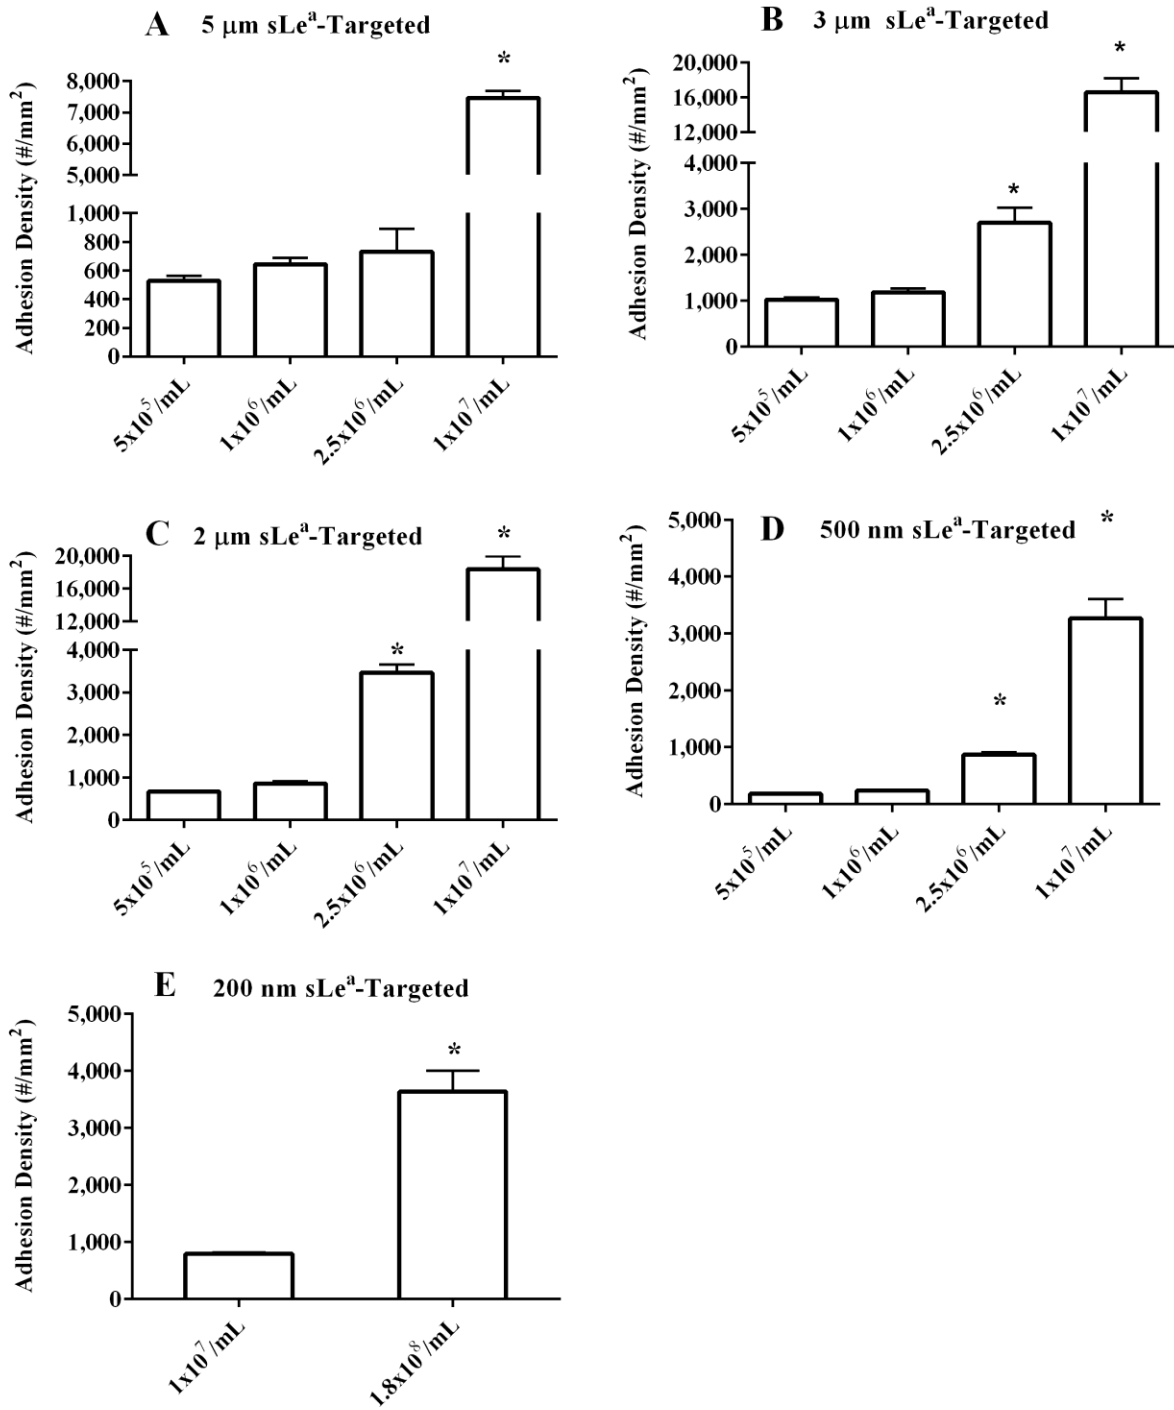 A 5 μm sLeᵃ-Targeted
*
Adhesion Density (#/mm²)
8,000
7,000
6,000
5,000
1,000
800
600
400
200
0
5x10⁵/mL
1x10⁶/mL
2.5x10⁶/mL
1x10⁷/mL
B 3 μm sLeᵃ-Targeted
*
*
Adhesion Density (#/mm²)
20,000
16,000
12,000
4,000
3,000
2,000
1,000
0
5x10⁵/mL
1x10⁶/mL
2.5x10⁶/mL
1x10⁷/mL
C 2 μm sLeᵃ-Targeted
*
*
Adhesion Density (#/mm²)
20,000
16,000
12,000
4,000
3,000
2,000
1,000
0
5x10⁵/mL
1x10⁶/mL
2.5x10⁶/mL
1x10⁷/mL
D 500 nm sLeᵃ-Targeted
*
*
Adhesion Density (#/mm²)
5,000
4,000
3,000
2,000
1,000
0
5x10⁵/mL
1x10⁶/mL
2.5x10⁶/mL
1x10⁷/mL
E 200 nm sLeᵃ-Targeted
*
Adhesion Density (#/mm²)
5,000
4,000
3,000
2,000
1,000
0
1x10⁷/mL
1.8x10⁸/mL